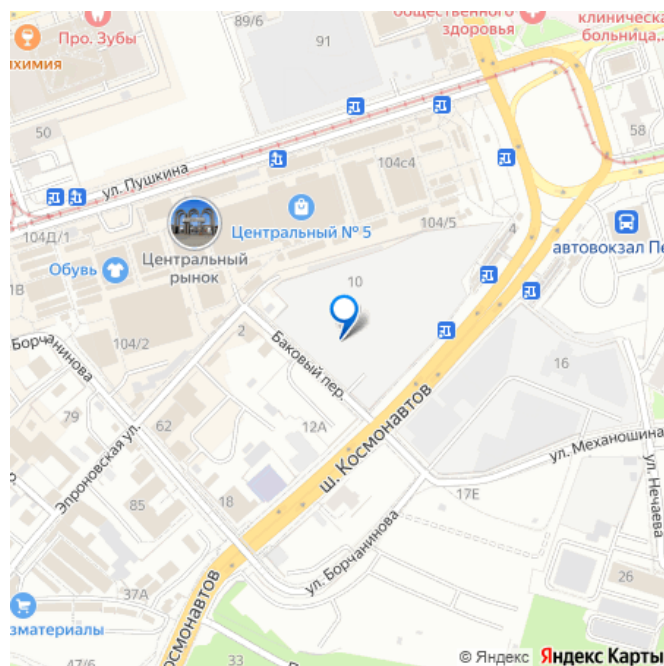 89/6
общественного
здоровья
клиническая
больница,..
Про. Зубы
лхимия
91
50
58
ул. Пушкина
104с4
104Д/1
Центральный № 5
104/5
4
автовокзал Пе
Обувь
Центральный
рынок
1В
10
104/2
2
Баковый пер.
Борчанинова
16
79
62
12А
ш. Космонавтов
ул. Механошина
Эпроновская ул.
85
18
17Е
ул. Нечаева
ул. Борчанинова
37А
26
зматериалы
осмонавтов
47/6
33
© Яндекс Яндекс Карты